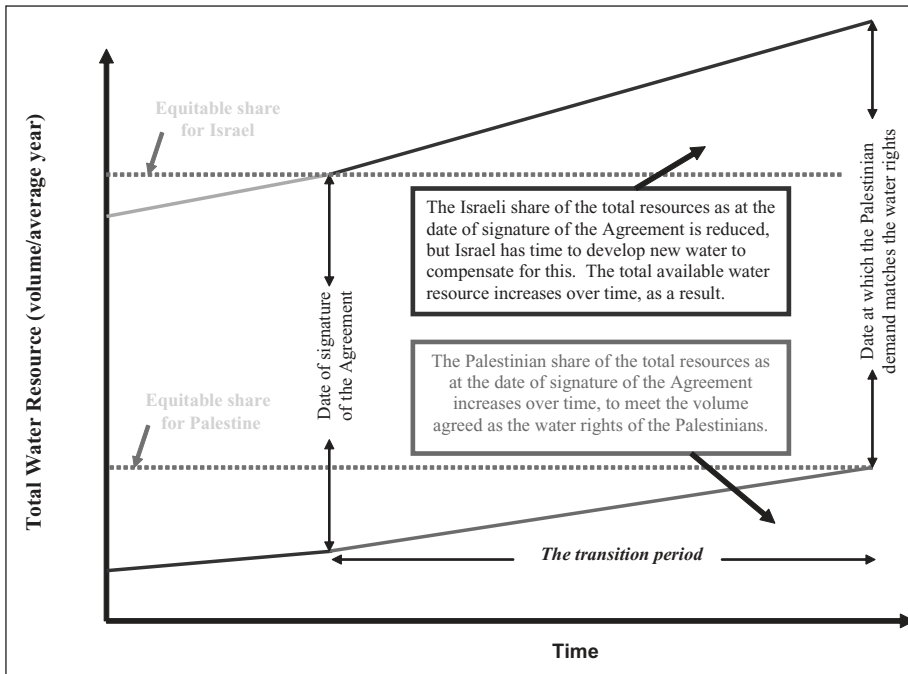 Total Water Resource (volume/average year)
Equitable share
for Israel
The Israeli share of the total resources as at the
date of signature of the Agreement is reduced,
but Israel has time to develop new water to
compensate for this.  The total available water
resource increases over time, as a result.
Date of signature
of the Agreement
Date at which the Palestinian
demand matches the water rights
Equitable share
for Palestine
The Palestinian share of the total resources as
at the date of signature of the Agreement
increases over time, to meet the volume
agreed as the water rights of the Palestinians.
The transition period
Time